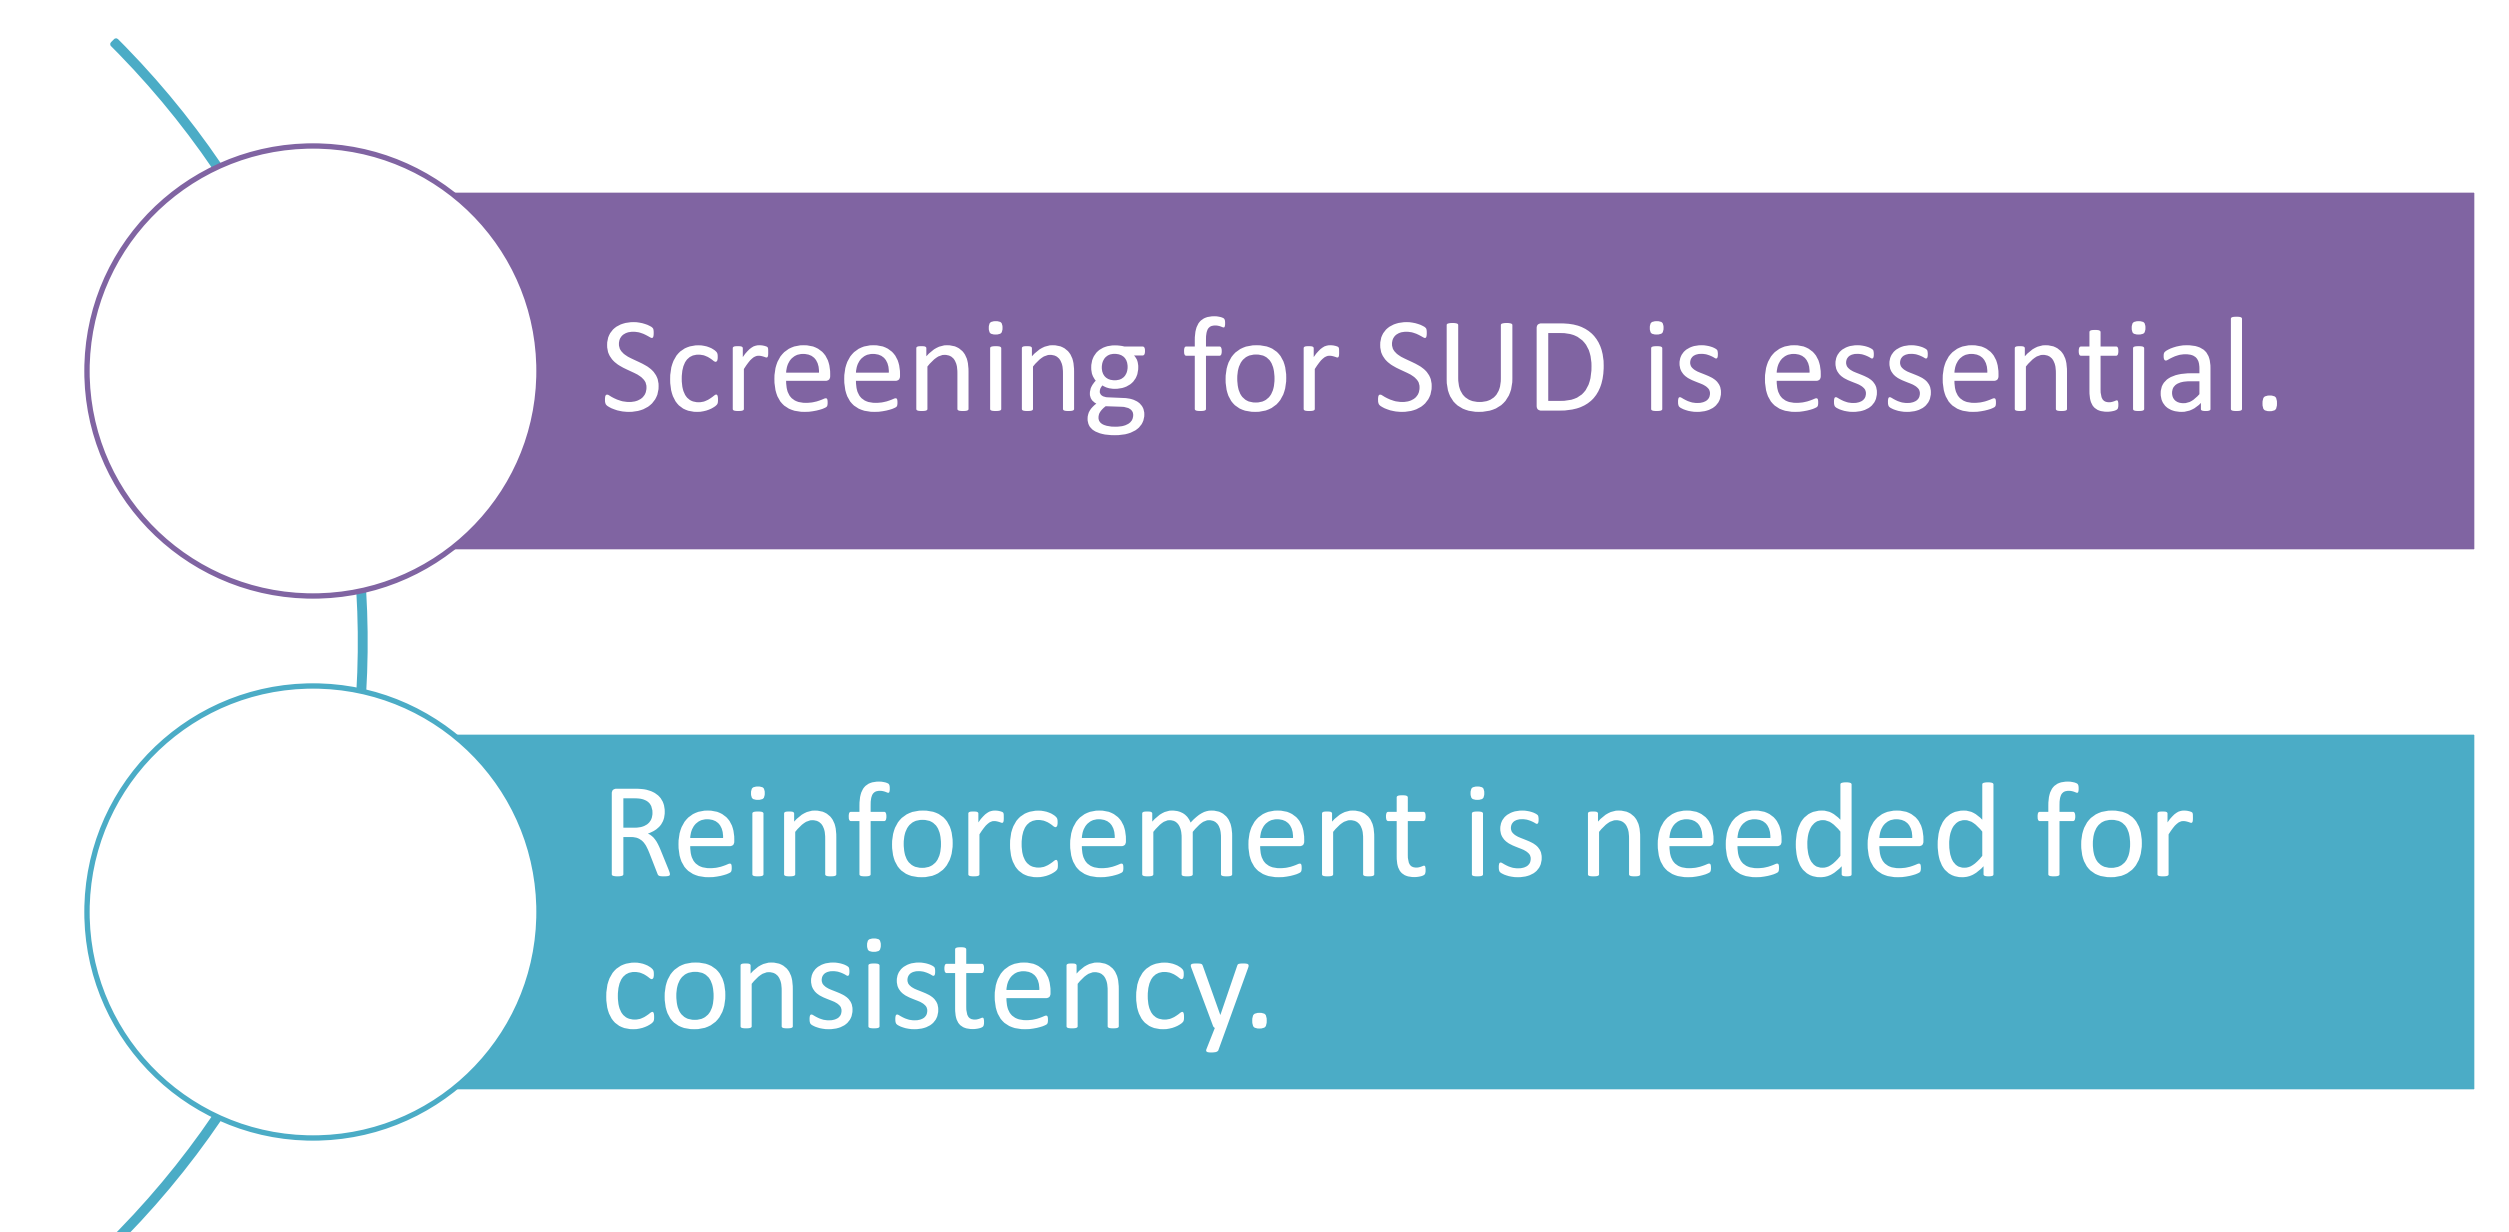 Screening for SUD is essential.
Reinforcement is needed for
consistency.